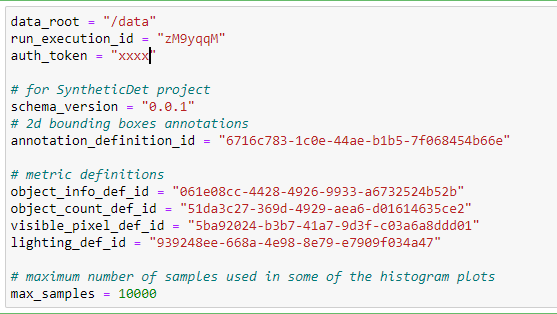 data_root = "/data"
run_execution_id = "zM9yqqM"
auth_token = "xxxx"
# for SyntheticDet project
schema_version = "0.0.1"
# 2d bounding boxes annotations
annotation_definition_id = "6716c783-1c0e-44ae-b1b5-7f068454b66e"
# metric definitions
object_info_def_id = "061e08cc-4428-4926-9933-a6732524b52b"
object_count_def_id = "51da3c27-369d-4929-aea6-d01614635ce2"
visible_pixel_def_id = "5ba92024-b3b7-41a7-9d3f-c03a6a8ddd01"
lighting_def_id = "939248ee-668a-4e98-8e79-e7909f034a47"
# maximum number of samples used in some of the histogram plots
max_samples = 10000